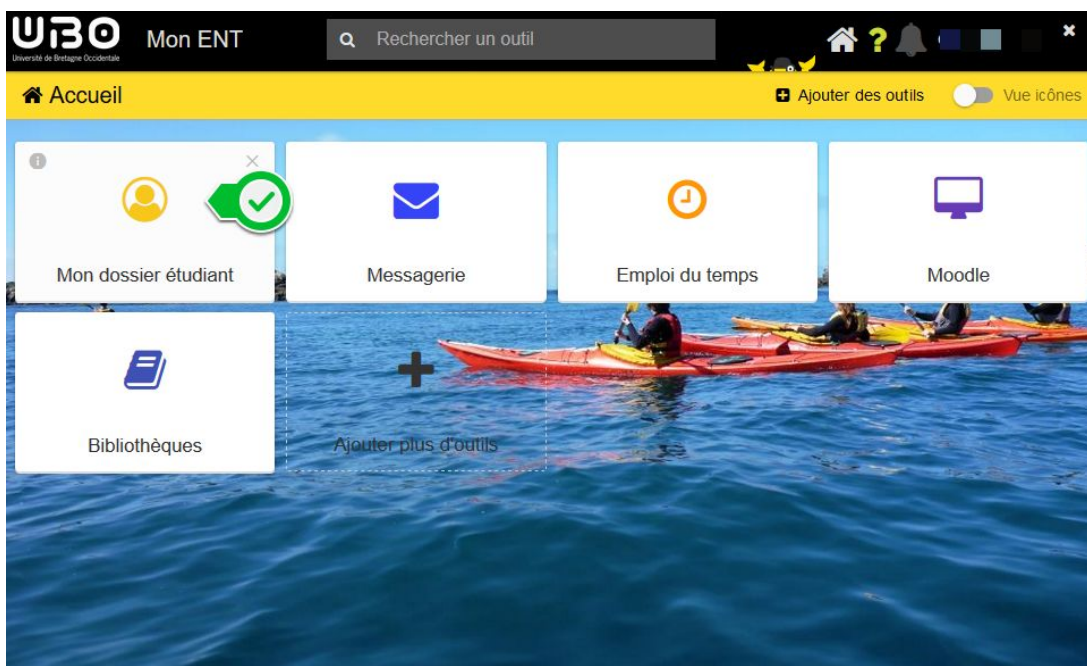 UBO
Université de Bretagne Occidentale
Mon ENT
Rechercher un outil
?
Accueil
Ajouter des outils
Vue icônes
Mon dossier étudiant
Messagerie
Emploi du temps
Moodle
Bibliothèques
Ajouter plus d'outils